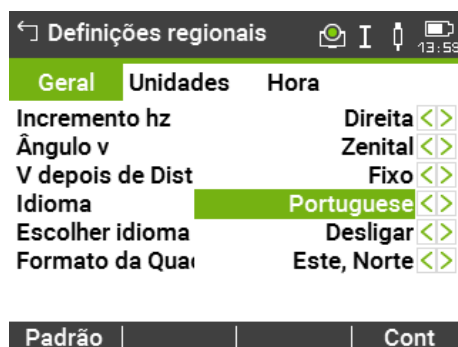 Definições regionais
13:59
Geral Unidades Hora
Incremento hz Direita
Ângulo v Zenital
V depois de Dist Fixo
Idioma Portuguese
Escolher idioma Desligar
Formato da Este, Norte
Padrão Cont